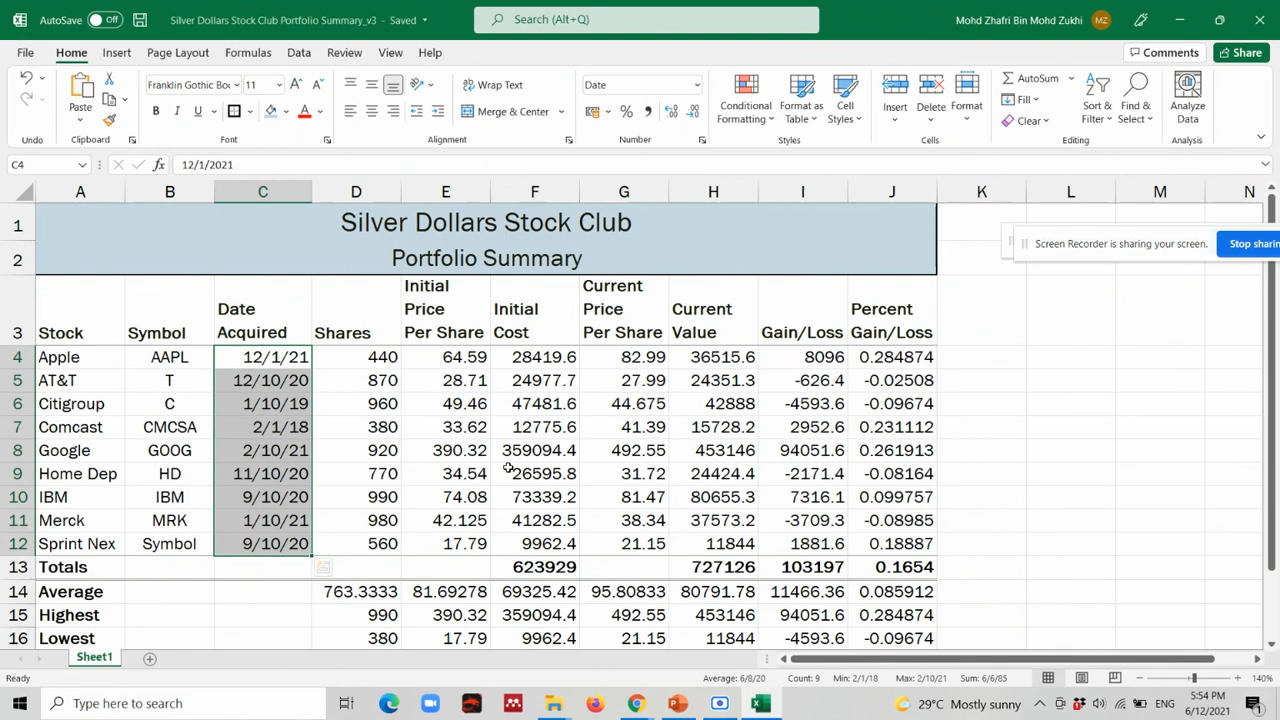 AutoSave Off Silver Dollars Stock Club Portfolio Summary_v3 - Saved Search (Alt+Q) Mohd Zhafri Bin Mohd Zukhi MZ
File Home Insert Page Layout Formulas Data Review View Help Comments Share
Paste Franklin Gothic Bo 11 A A Wrap Text Date Conditional Formatting Format as Table Cell Styles Insert Delete Format AutoSum Sort & Filter Find & Select Analyze Data
B I U A Merge & Center % Fill Clear
Undo Clipboard Font Alignment Number Styles Cells Editing Analysis
C4 fx 12/1/2021
A B C D E F G H I J K L M N
1 Silver Dollars Stock Club
2 Portfolio Summary
Screen Recorder is sharing your screen. Stop sharin
3 Stock Symbol Date Acquired Shares Initial Price Per Share Initial Cost Current Price Per Share Current Value Gain/Loss Percent Gain/Loss
4 Apple AAPL 12/1/21 440 64.59 28419.6 82.99 36515.6 8096 0.284874
5 AT&T T 12/10/20 870 28.71 24977.7 27.99 24351.3 -626.4 -0.02508
6 Citigroup C 1/10/19 960 49.46 47481.6 44.675 42888 -4593.6 -0.09674
7 Comcast CMCSA 2/1/18 380 33.62 12775.6 41.39 15728.2 2952.6 0.231112
8 Google GOOG 2/10/21 920 390.32 359094.4 492.55 453146 94051.6 0.261913
9 Home Dep HD 11/10/20 770 34.54 26595.8 31.72 24424.4 -2171.4 -0.08164
10 IBM IBM 9/10/20 990 74.08 73339.2 81.47 80655.3 7316.1 0.099757
11 Merck MRK 1/10/21 980 42.125 41282.5 38.34 37573.2 -3709.3 -0.08985
12 Sprint Nex Symbol 9/10/20 560 17.79 9962.4 21.15 11844 1881.6 0.18887
13 Totals 623929 727126 103197 0.1654
14 Average 763.3333 81.69278 69325.42 95.80833 80791.78 11466.36 0.085912
15 Highest 990 390.32 359094.4 492.55 453146 94051.6 0.284874
16 Lowest 380 17.79 9962.4 21.15 11844 -4593.6 -0.09674
Sheet1
Ready Average: 6/8/20 Count: 9 Min: 2/1/18 Max: 2/10/21 Sum: 6/6/85 140%
Type here to search 29°C Mostly sunny ENG 5:54 PM 6/12/2021 1